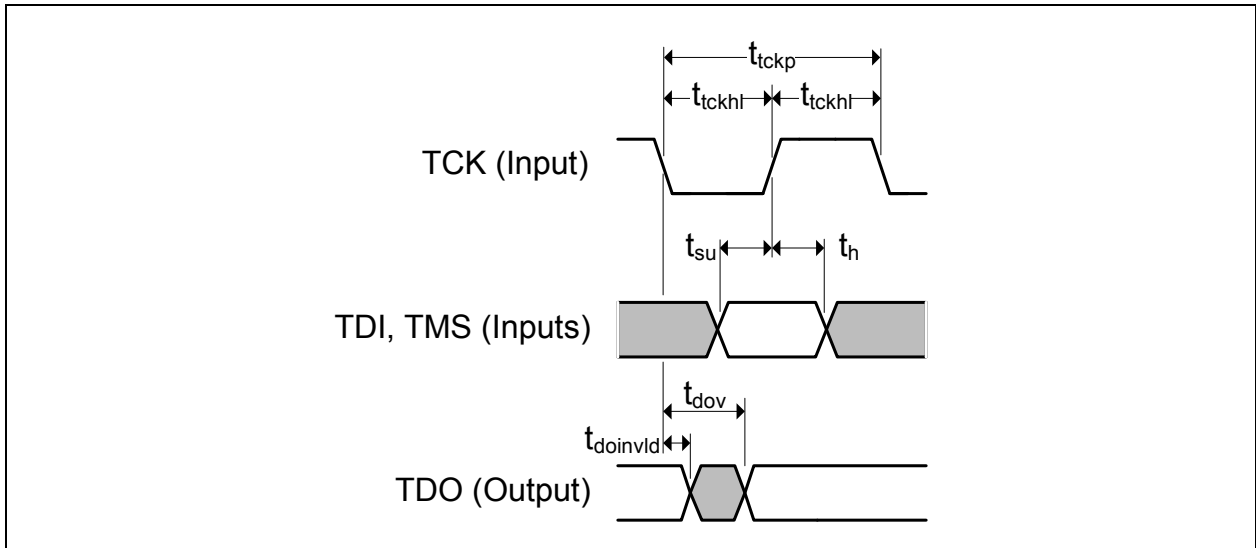 t_tckp
t_tckhl t_tckhl
TCK (Input)
t_su t_h
TDI, TMS (Inputs)
t_dov
t_doinvld
TDO (Output)